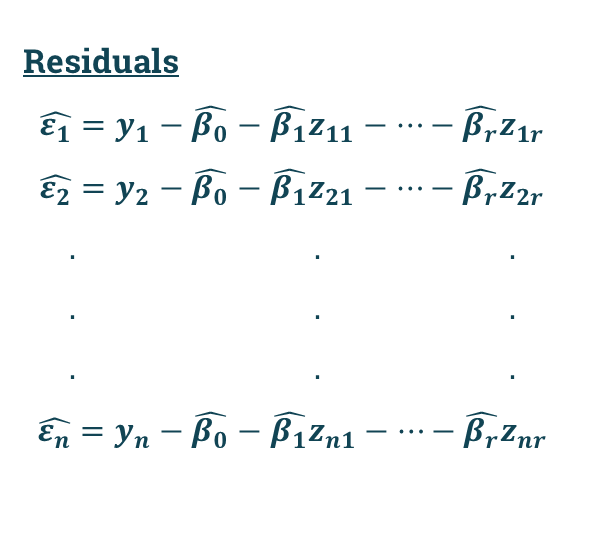 Residuals
ε̂₁ = y₁ − β̂₀ − β̂₁z₁₁ − ⋯ − β̂ᵣz₁ᵣ
ε̂₂ = y₂ − β̂₀ − β̂₁z₂₁ − ⋯ − β̂ᵣz₂ᵣ
. . .
. . .
. . .
ε̂ₙ = yₙ − β̂₀ − β̂₁zₙ₁ − ⋯ − β̂ᵣzₙᵣ